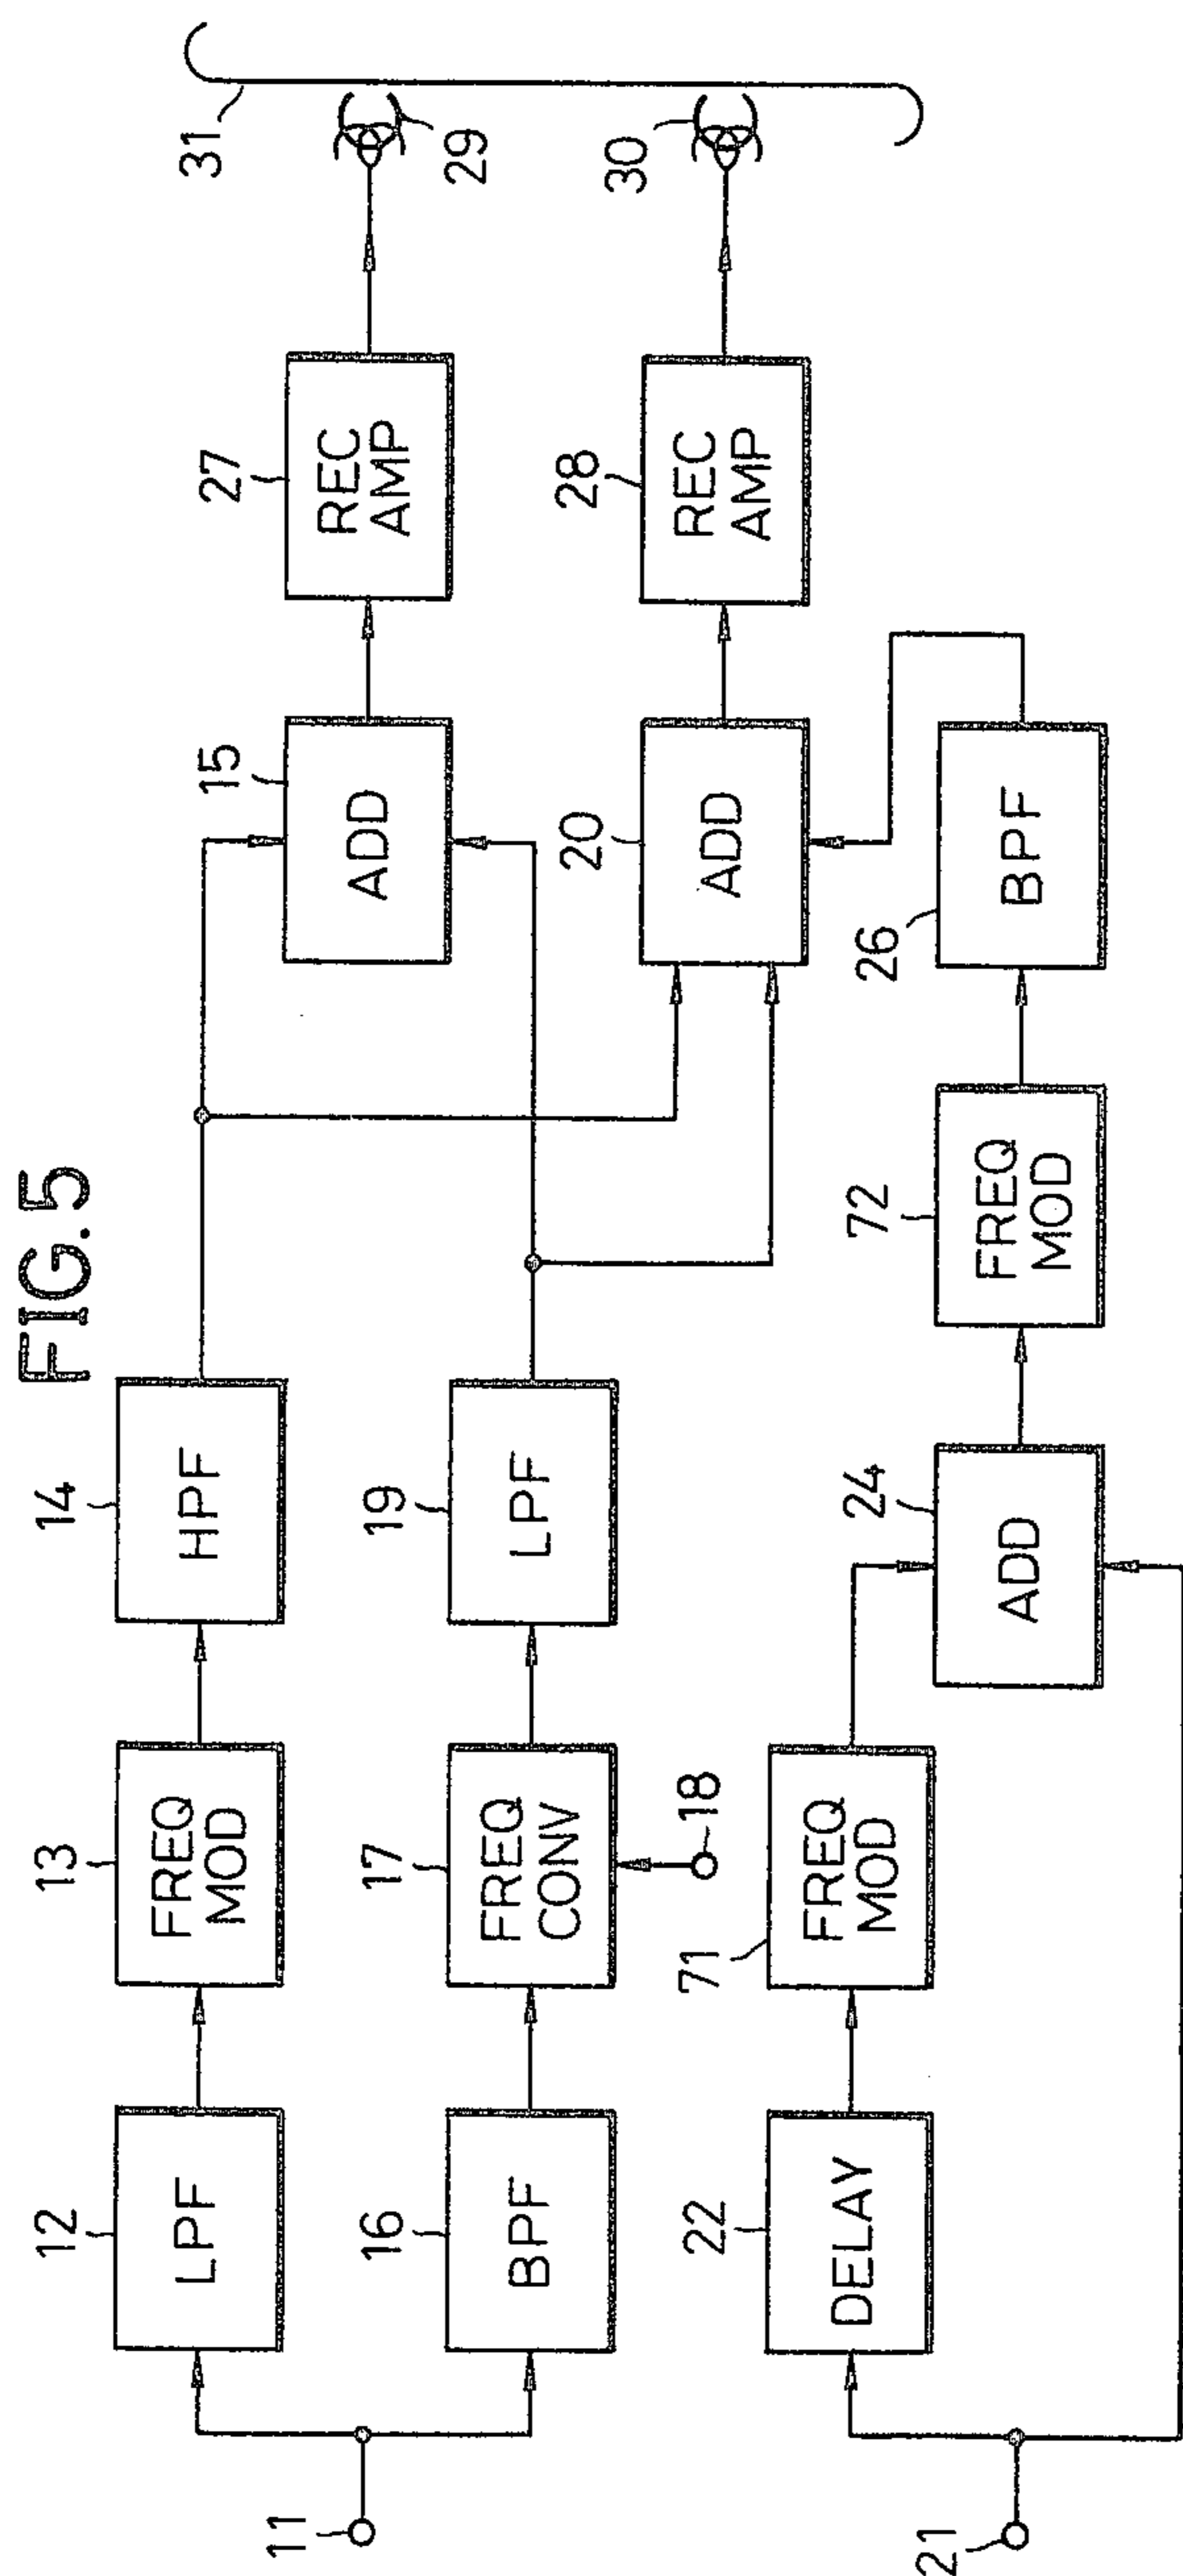 FIG.5
11
12
LPF
13
FREQ
MOD
14
HPF
15
ADD
27
REC
AMP
29
31
16
BPF
17
FREQ
CONV
18
19
LPF
20
ADD
28
REC
AMP
30
21
22
DELAY
71
FREQ
MOD
24
ADD
72
FREQ
MOD
26
BPF